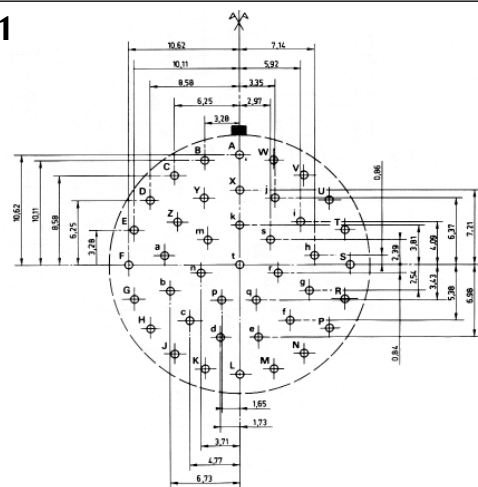 1
10,62
7,14
10,11
5,92
8,58
3,35
6,25
2,97
3,28
A
B
W
C
V
0,86
X
D
Y
j
U
E
Z
k
i
T
m
s
a
h
F
n
t
r
S
b
g
G
p
q
R
c
f
H
d
e
P
J
N
K
L
M
10,62
10,11
8,58
6,25
3,28
2,39
3,81
4,09
6,37
7,21
2,54
3,43
5,38
6,98
0,84
1,65
1,73
3,71
4,77
6,73